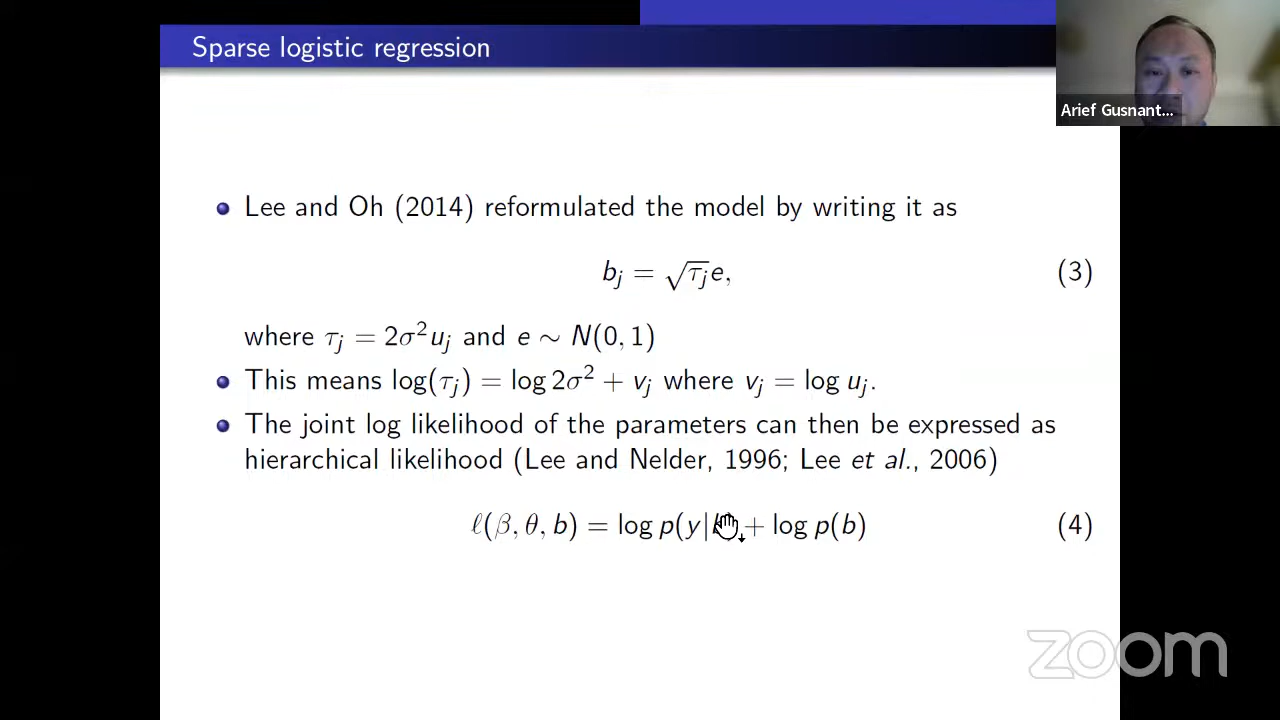 Sparse logistic regression
Arief Gusnant...
Lee and Oh (2014) reformulated the model by writing it as
b_j = √τ_j e, (3)
where τ_j = 2σ²u_j and e ∼ N(0, 1)
This means log(τ_j) = log 2σ² + v_j where v_j = log u_j.
The joint log likelihood of the parameters can then be expressed as
hierarchical likelihood (Lee and Nelder, 1996; Lee et al., 2006)
ℓ(β, θ, b) = log p(y| + log p(b) (4)
zoom